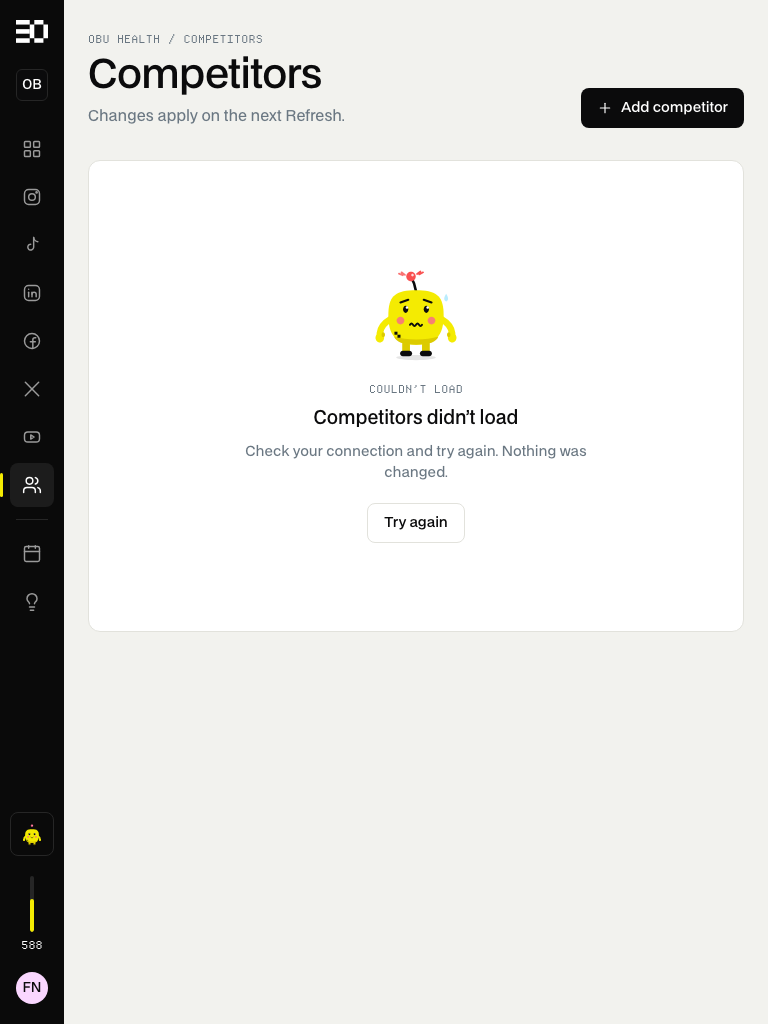 OB
OBU HEALTH / COMPETITORS
Competitors
Changes apply on the next Refresh.
Add competitor
COULDN’T LOAD
Competitors didn’t load
Check your connection and try again. Nothing was
changed.
Try again
588
FN